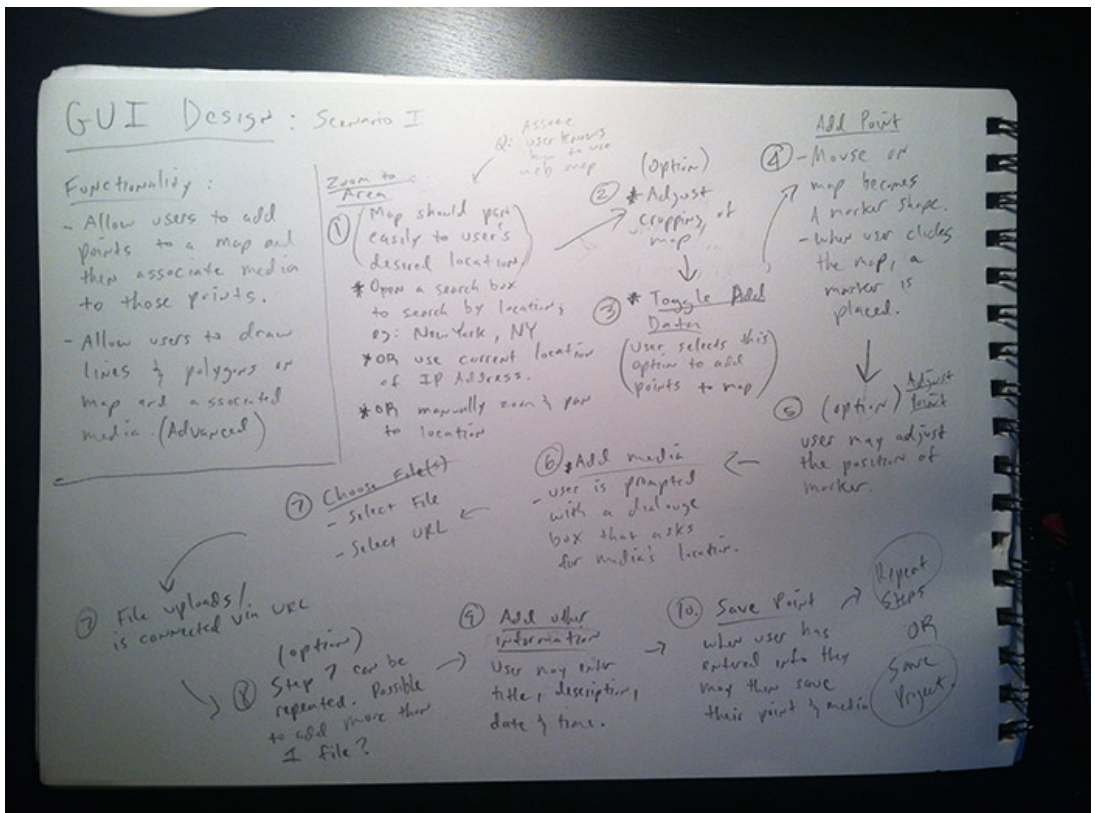 GUI Design: Scenario I
Functionality:
- Allow users to add
points to a map and
then associate media
to those points.
- Allow users to draw
lines & polygons on
map and associated
media. (Advanced)
Assume
Q: user knows
how to use
web map
Zoom to
Area
① (Map should pan
easily to user's
desired location)
* Open a search box
to search by location;
eg: New York, NY
* OR use current location
of IP Address.
* OR manually zoom & pan
to location
(Option)
② * Adjust
cropping of
map
③ * Toggle Add
Data
(User selects this
option to add
points to map)
Add Point
④ - Mouse on
map becomes
A marker shape.
- When user clicks
the map, a
marker is
placed.
⑤ (option) Adjust
Point
user may adjust
the position of
marker.
⑥ * Add media
- user is prompted
with a dialouge
box that asks
for media's location.
⑦ Choose File(s)
- Select File
- Select URL
⑦ File uploads/
is connected via URL
(option)
⑧ Step 7 can be
repeated. Possible
to add more than
1 file?
⑨ Add other
information
User may enter
title, description,
date & time.
⑩. Save Point
when user has
entered info they
may then save
their point & media
Repeat
Steps
OR
Save
Project.